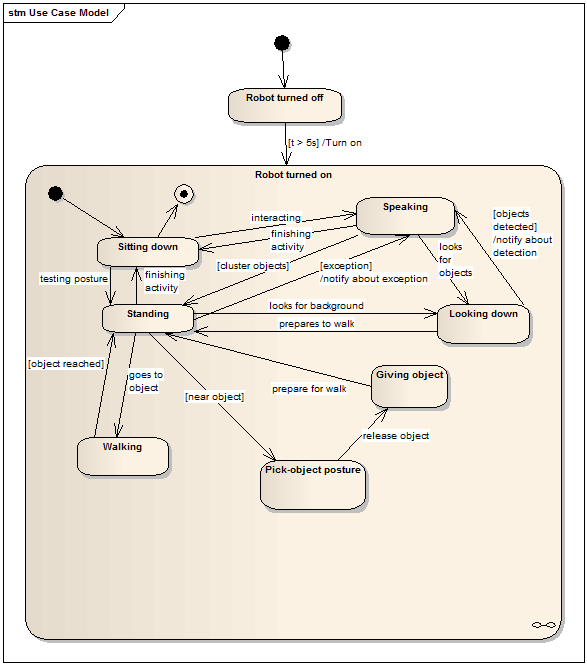 stm Use Case Model
Robot turned off
[t > 5s] /Turn on
Robot turned on
Speaking
[objects
detected]
/notify about
detection
interacting
Sitting down
finishing
activity
looks
for
objects
testing posture
finishing
activity
[cluster objects]
[exception]
/notify about exception
Standing
looks for background
Looking down
prepares to walk
[object reached]
goes to
object
Giving object
prepare for walk
[near object]
release object
Walking
Pick-object posture